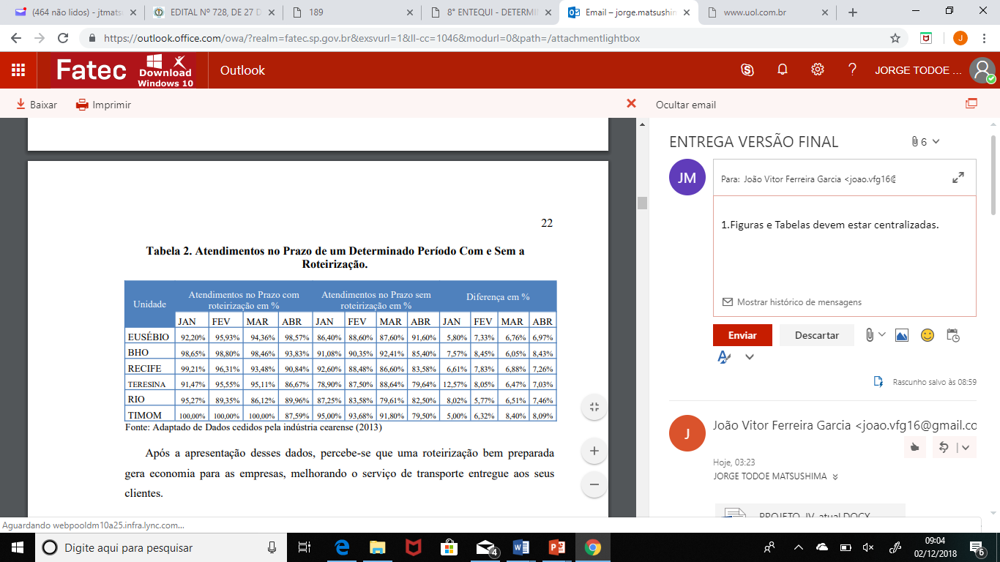 (464 não lidos) - jtmats
EDITAL Nº 728, DE 27 D
189
8° ENTEQUI - DETERMI
Email – jorge.matsushin
www.uol.com.br
https://outlook.office.com/owa/?realm=fatec.sp.gov.br&exsvurl=1&ll-cc=1046&modurl=0&path=/attachmentlightbox
Fatec Download Windows 10
Outlook
JORGE TODOE ...
Baixar
Imprimir
Ocultar email
22
Tabela 2. Atendimentos no Prazo de um Determinado Período Com e Sem a
Roteirização.
Unidade
Atendimentos no Prazo com
roteirização em %
Atendimentos no Prazo sem
roteirização em %
Diferença em %
JAN FEV MAR ABR JAN FEV MAR ABR JAN FEV MAR ABR
EUSÉBIO 92,20% 95,93% 94,36% 98,57% 86,40% 88,60% 87,60% 91,60% 5,80% 7,33% 6,76% 6,97%
BHO 98,65% 98,80% 98,46% 93,83% 91,08% 90,35% 92,41% 85,40% 7,57% 8,45% 6,05% 8,43%
RECIFE 99,21% 96,31% 93,48% 90,84% 92,60% 88,48% 86,60% 83,58% 6,61% 7,83% 6,88% 7,26%
TERESINA 91,47% 95,55% 95,11% 86,67% 78,90% 87,50% 88,64% 79,64% 12,57% 8,05% 6,47% 7,03%
RIO 95,27% 89,35% 86,12% 89,96% 87,25% 83,58% 79,61% 82,50% 8,02% 5,77% 6,51% 7,46%
TIMOM 100,00% 100,00% 100,00% 87,59% 95,00% 93,68% 91,80% 79,50% 5,00% 6,32% 8,40% 8,09%
Fonte: Adaptado de Dados cedidos pela indústria cearense (2013)
Após a apresentação desses dados, percebe-se que uma roteirização bem preparada
gera economia para as empresas, melhorando o serviço de transporte entregue aos seus
clientes.
ENTREGA VERSÃO FINAL
6
JM
Para: João Vitor Ferreira Garcia <joao.vfg16@
1.Figuras e Tabelas devem estar centralizadas.
Mostrar histórico de mensagens
Enviar
Descartar
Rascunho salvo às 08:59
J
João Vitor Ferreira Garcia <joao.vfg16@gmail.co
Hoje, 03:23
JORGE TODOE MATSUSHIMA
PROJETO_IV_atual.DOCX
Aguardando webpooldm10a25.infra.lync.com...
Digite aqui para pesquisar
4
09:04
02/12/2018
6